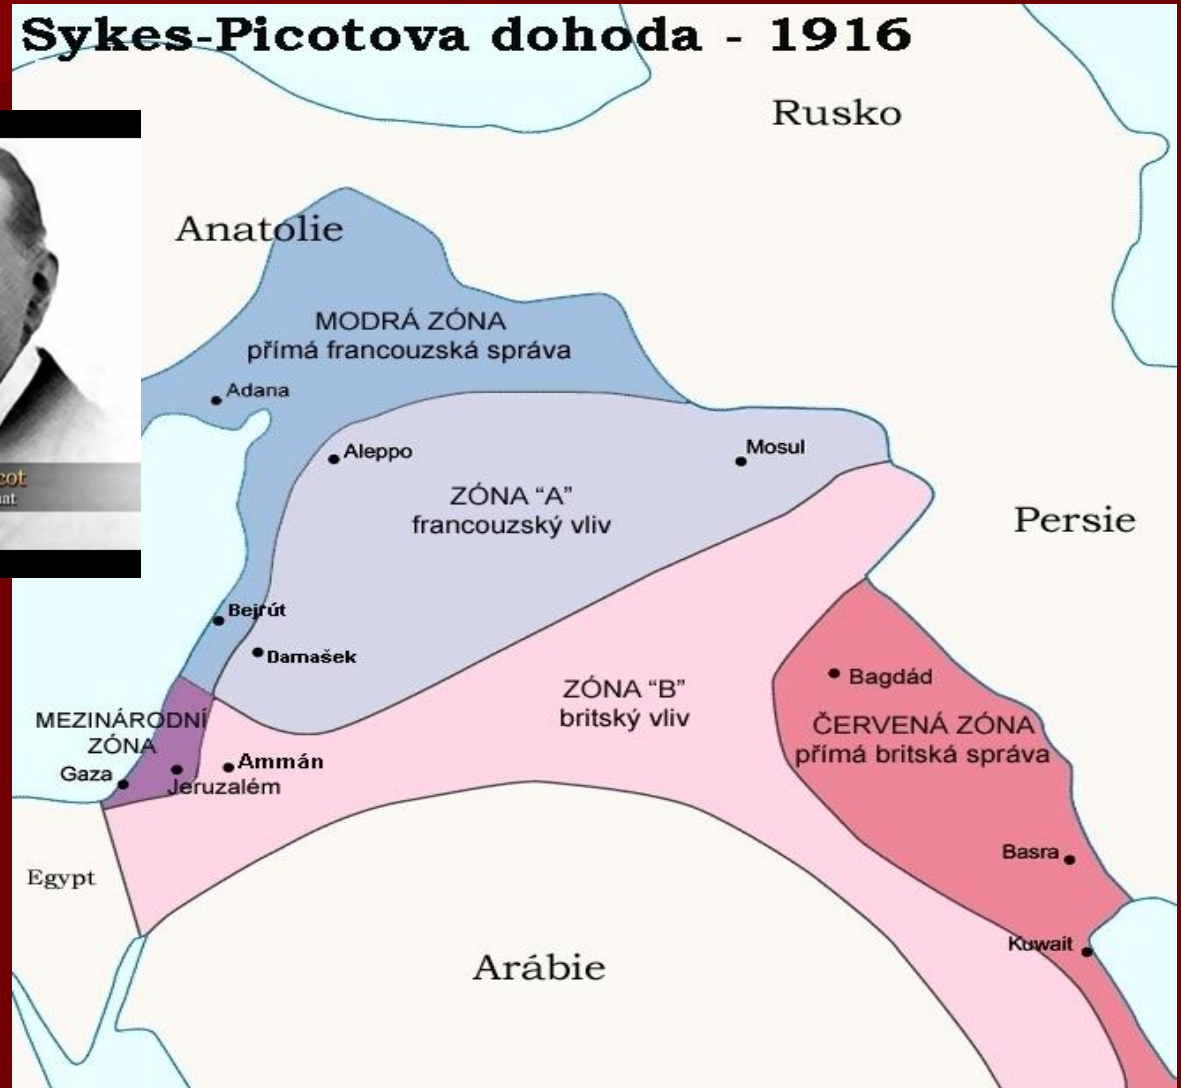 Sykes-Picotova dohoda - 1916
Rusko
Anatolie
MODRÁ ZÓNA
přímá francouzská správa
Adana
Aleppo
Mosul
ZÓNA “A”
francouzský vliv
Persie
Bejrút
Damašek
Bagdád
ZÓNA “B”
britský vliv
MEZINÁRODNÍ
ZÓNA
ČERVENÁ ZÓNA
přímá britská správa
Ammán
Gaza
Jeruzalém
Basra
Egypt
Kuwait
Arábie